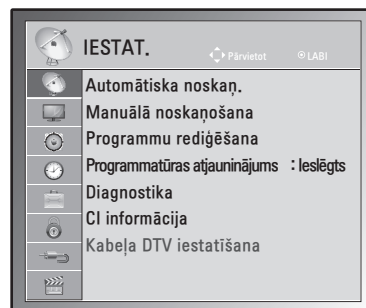 IESTAT. Pārvietot LABI
Automātiska noskaņ.
Manuālā noskaņošana
Programmu rediģēšana
Programmatūras atjauninājums : Ieslēgts
Diagnostika
CI informācija
Kabeļa DTV iestatīšana